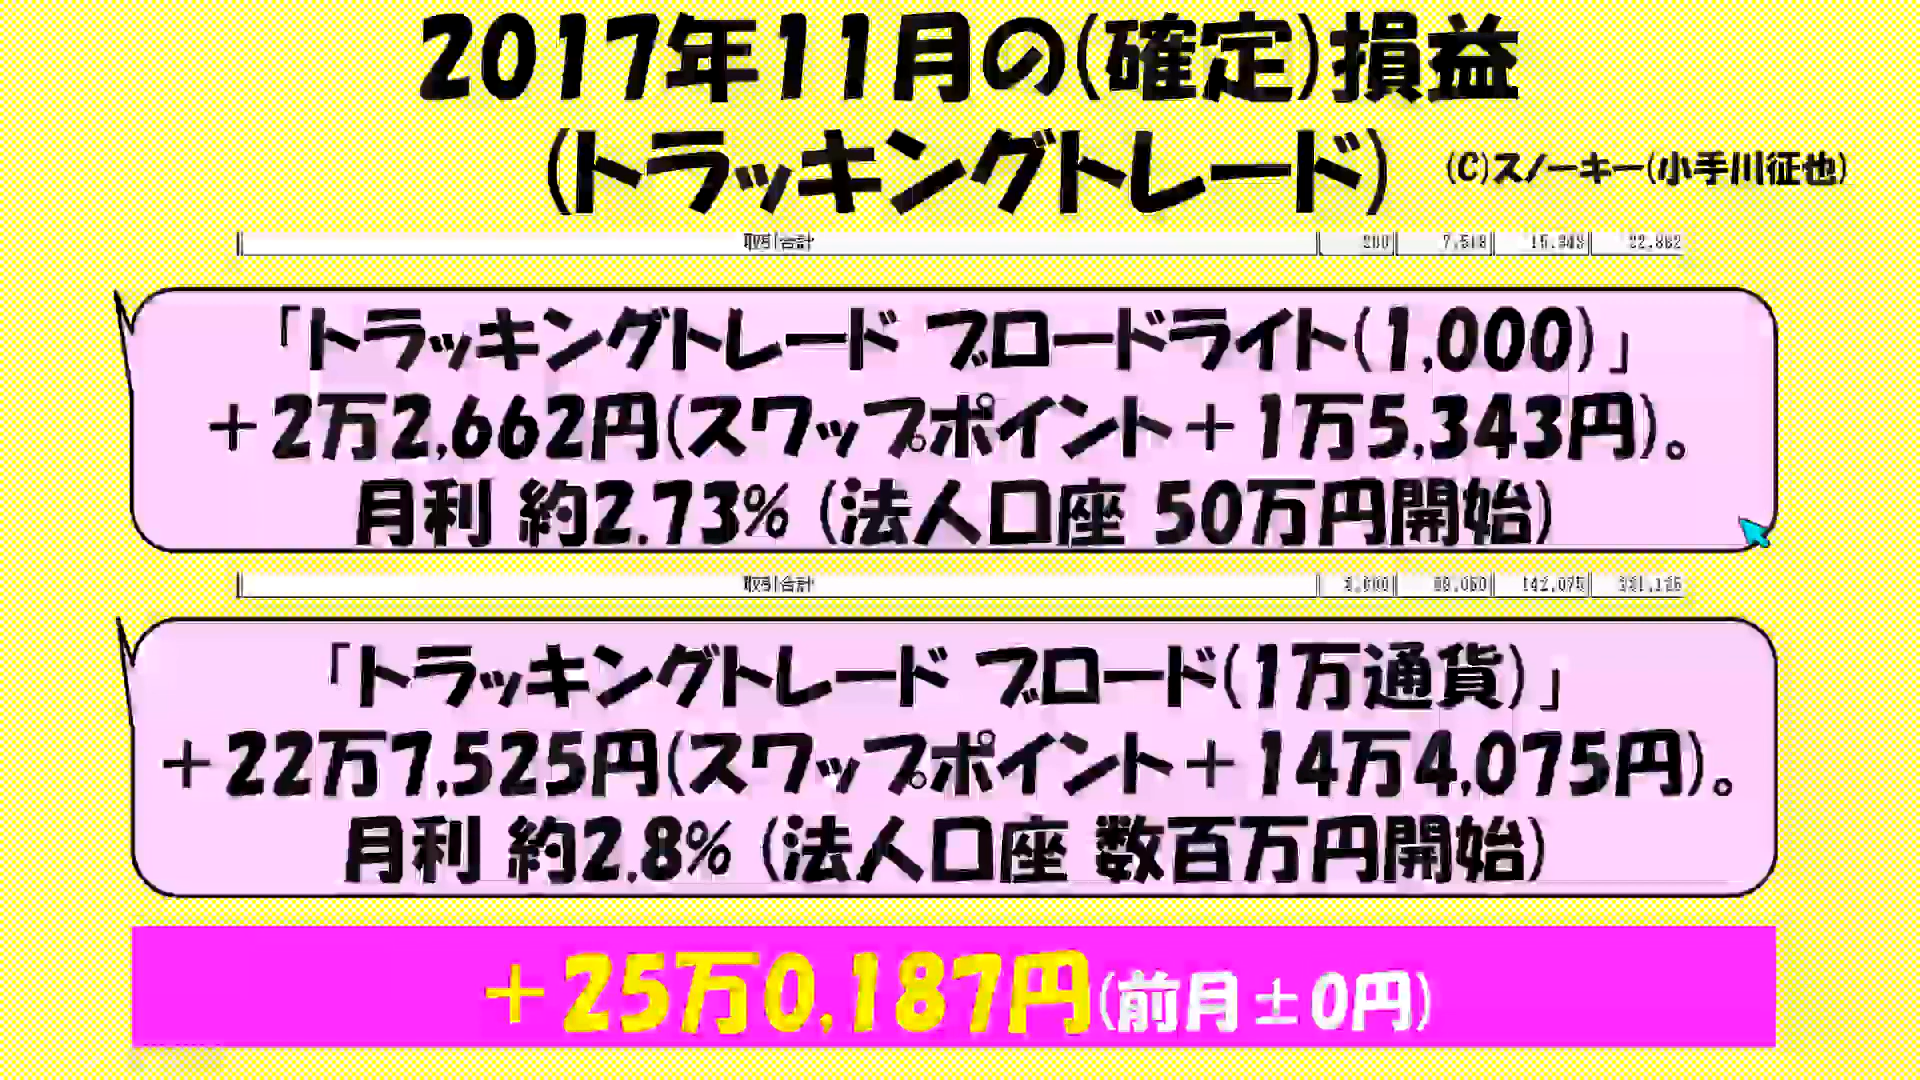 2017年11月の(確定)損益
(トラッキングトレード)
(C)スノーキー(小手川征也)
取引合計
「トラッキングトレード ブロードライト(1,000)」
＋2万2,662円(スワップポイント＋1万5,343円)。
月利 約2.73% (法人口座 50万円開始)
取引合計
「トラッキングトレード ブロード(1万通貨)」
＋22万7,525円(スワップポイント＋14万4,075円)。
月利 約2.8% (法人口座 数百万円開始)
＋25万0,187円(前月±0円)